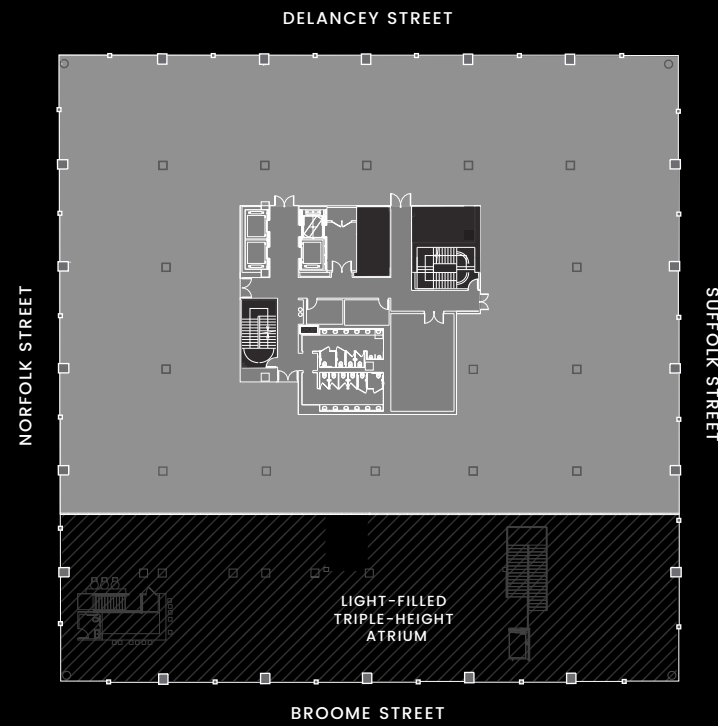 DELANCEY STREET
NORFOLK STREET
SUFFOLK STREET
LIGHT-FILLED
TRIPLE-HEIGHT
ATRIUM
BROOME STREET